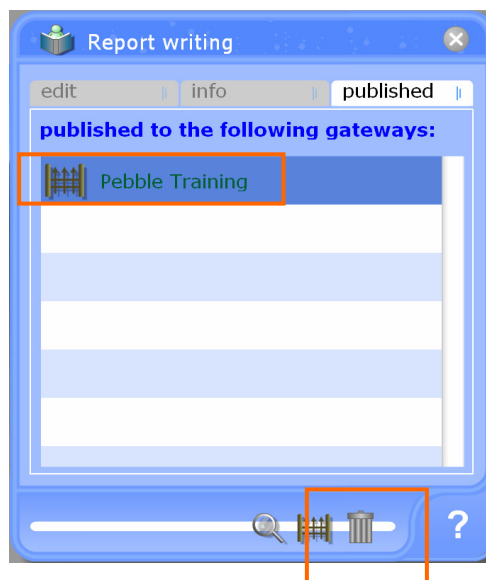 Report writing
edit info published
published to the following gateways:
Pebble Training
?